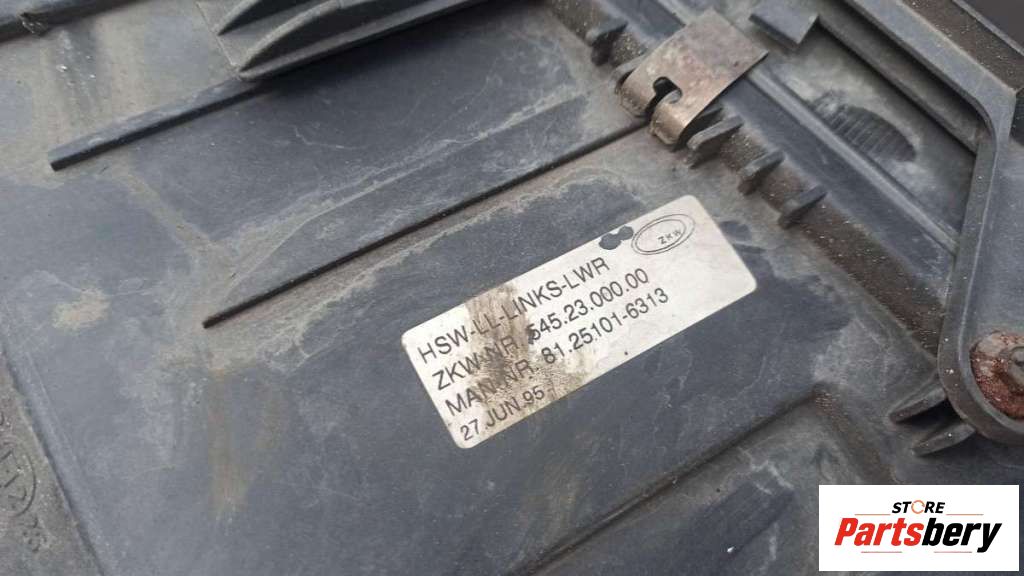 HSW-LL-LINKS-LWR
ZKW
ZKW-NR. 545.23.000.00
MAN-NR. 81.25101-6313
27.JUN.95
STORE
Partsbery